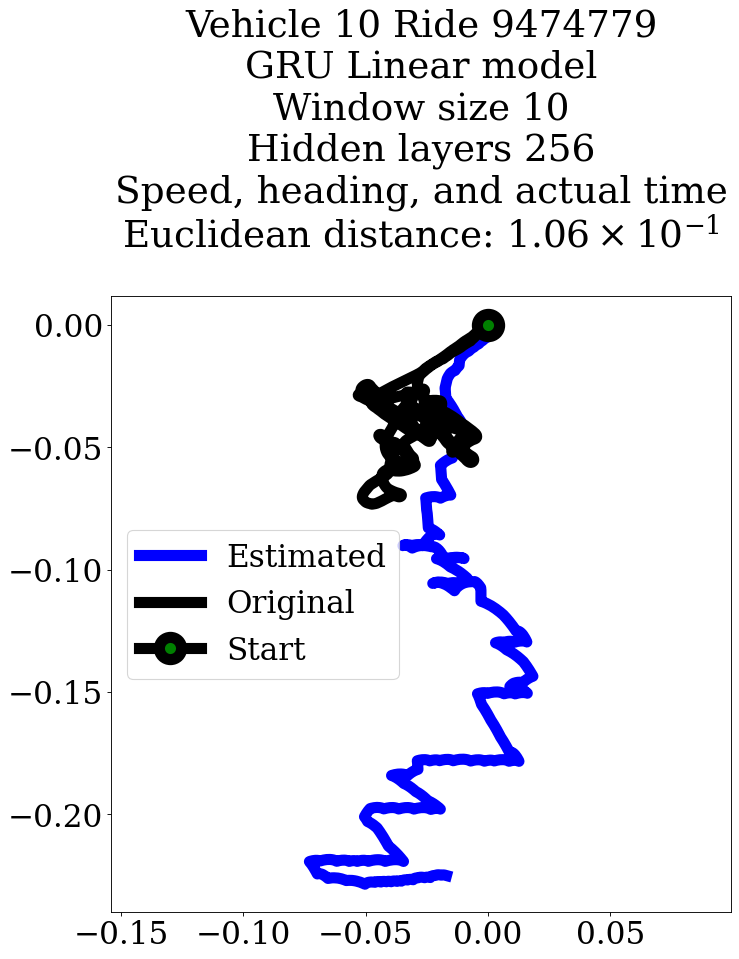 Vehicle 10 Ride 9474779
GRU Linear model
Window size 10
Hidden layers 256
Speed, heading, and actual time
Euclidean distance: 1.06 × 10⁻¹
0.00
−0.05
−0.10
−0.15
−0.20
Estimated
Original
Start
−0.15 −0.10 −0.05 0.00 0.05